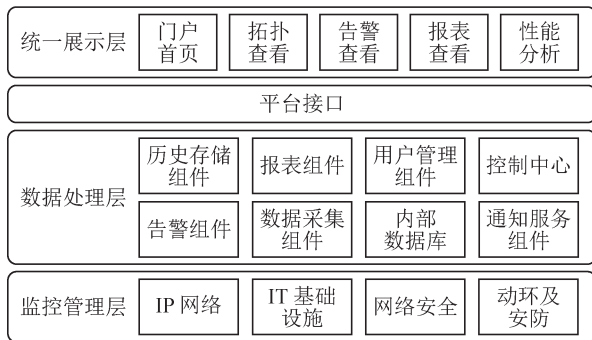 统一展示层
门户
首页
拓扑
查看
告警
查看
报表
查看
性能
分析
平台接口
数据处理层
历史存储
组件
报表组件
用户管理
组件
控制中心
告警组件
数据采集
组件
内部
数据库
通知服务
组件
监控管理层
IP 网络
IT 基础
设施
网络安全
动环及
安防